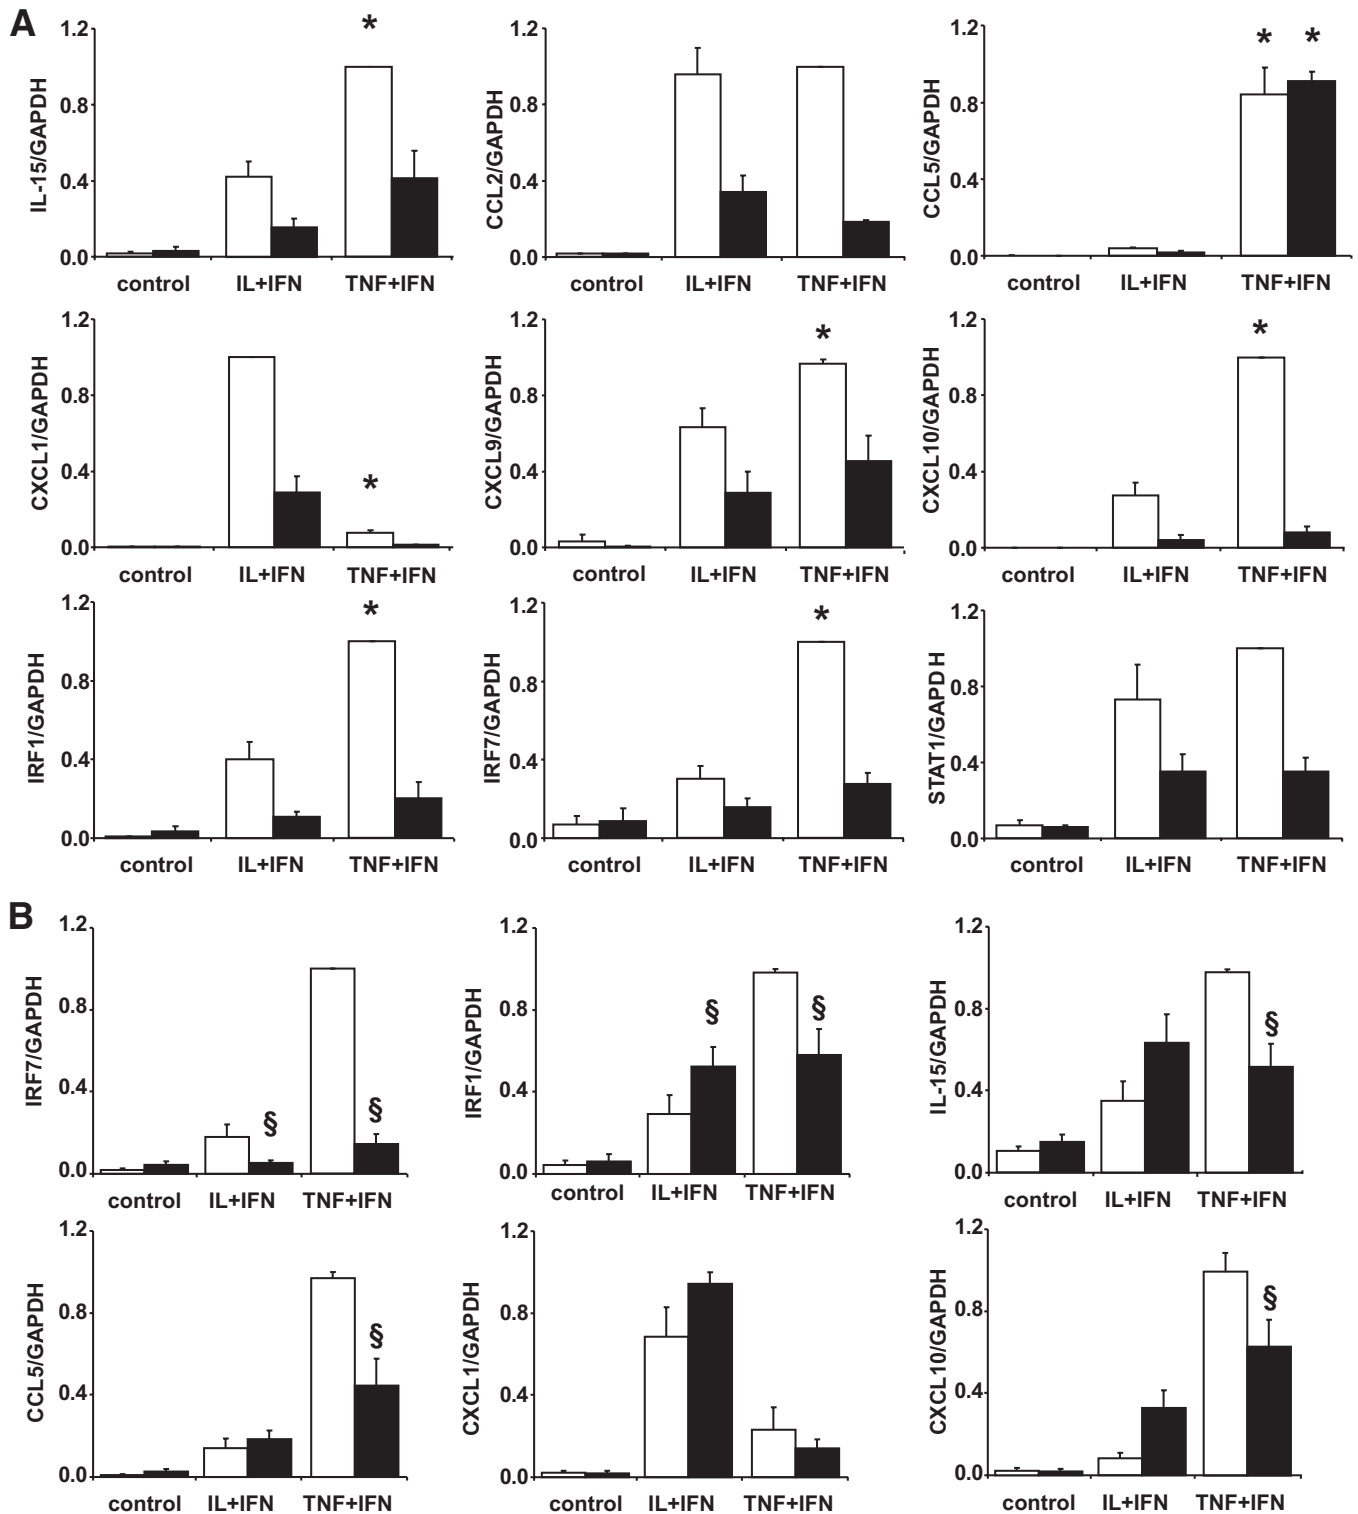 A
IL-15/GAPDH
1.2
0.8
0.4
0.0
*
control IL+IFN TNF+IFN
CCL2/GAPDH
1.2
0.8
0.4
0.0
control IL+IFN TNF+IFN
CCL5/GAPDH
1.2
0.8
0.4
0.0
* *
control IL+IFN TNF+IFN
CXCL1/GAPDH
1.2
0.8
0.4
0.0
*
control IL+IFN TNF+IFN
CXCL9/GAPDH
1.2
0.8
0.4
0.0
*
control IL+IFN TNF+IFN
CXCL10/GAPDH
1.2
0.8
0.4
0.0
*
control IL+IFN TNF+IFN
IRF1/GAPDH
1.2
0.8
0.4
0.0
*
control IL+IFN TNF+IFN
IRF7/GAPDH
1.2
0.8
0.4
0.0
*
control IL+IFN TNF+IFN
STAT1/GAPDH
1.2
0.8
0.4
0.0
control IL+IFN TNF+IFN
B
IRF7/GAPDH
1.2
0.8
0.4
0.0
§ §
control IL+IFN TNF+IFN
IRF1/GAPDH
1.2
0.8
0.4
0.0
§ §
control IL+IFN TNF+IFN
IL-15/GAPDH
1.2
0.8
0.4
0.0
§
control IL+IFN TNF+IFN
CCL5/GAPDH
1.2
0.8
0.4
0.0
§
control IL+IFN TNF+IFN
CXCL1/GAPDH
1.2
0.8
0.4
0.0
control IL+IFN TNF+IFN
CXCL10/GAPDH
1.2
0.8
0.4
0.0
§
control IL+IFN TNF+IFN